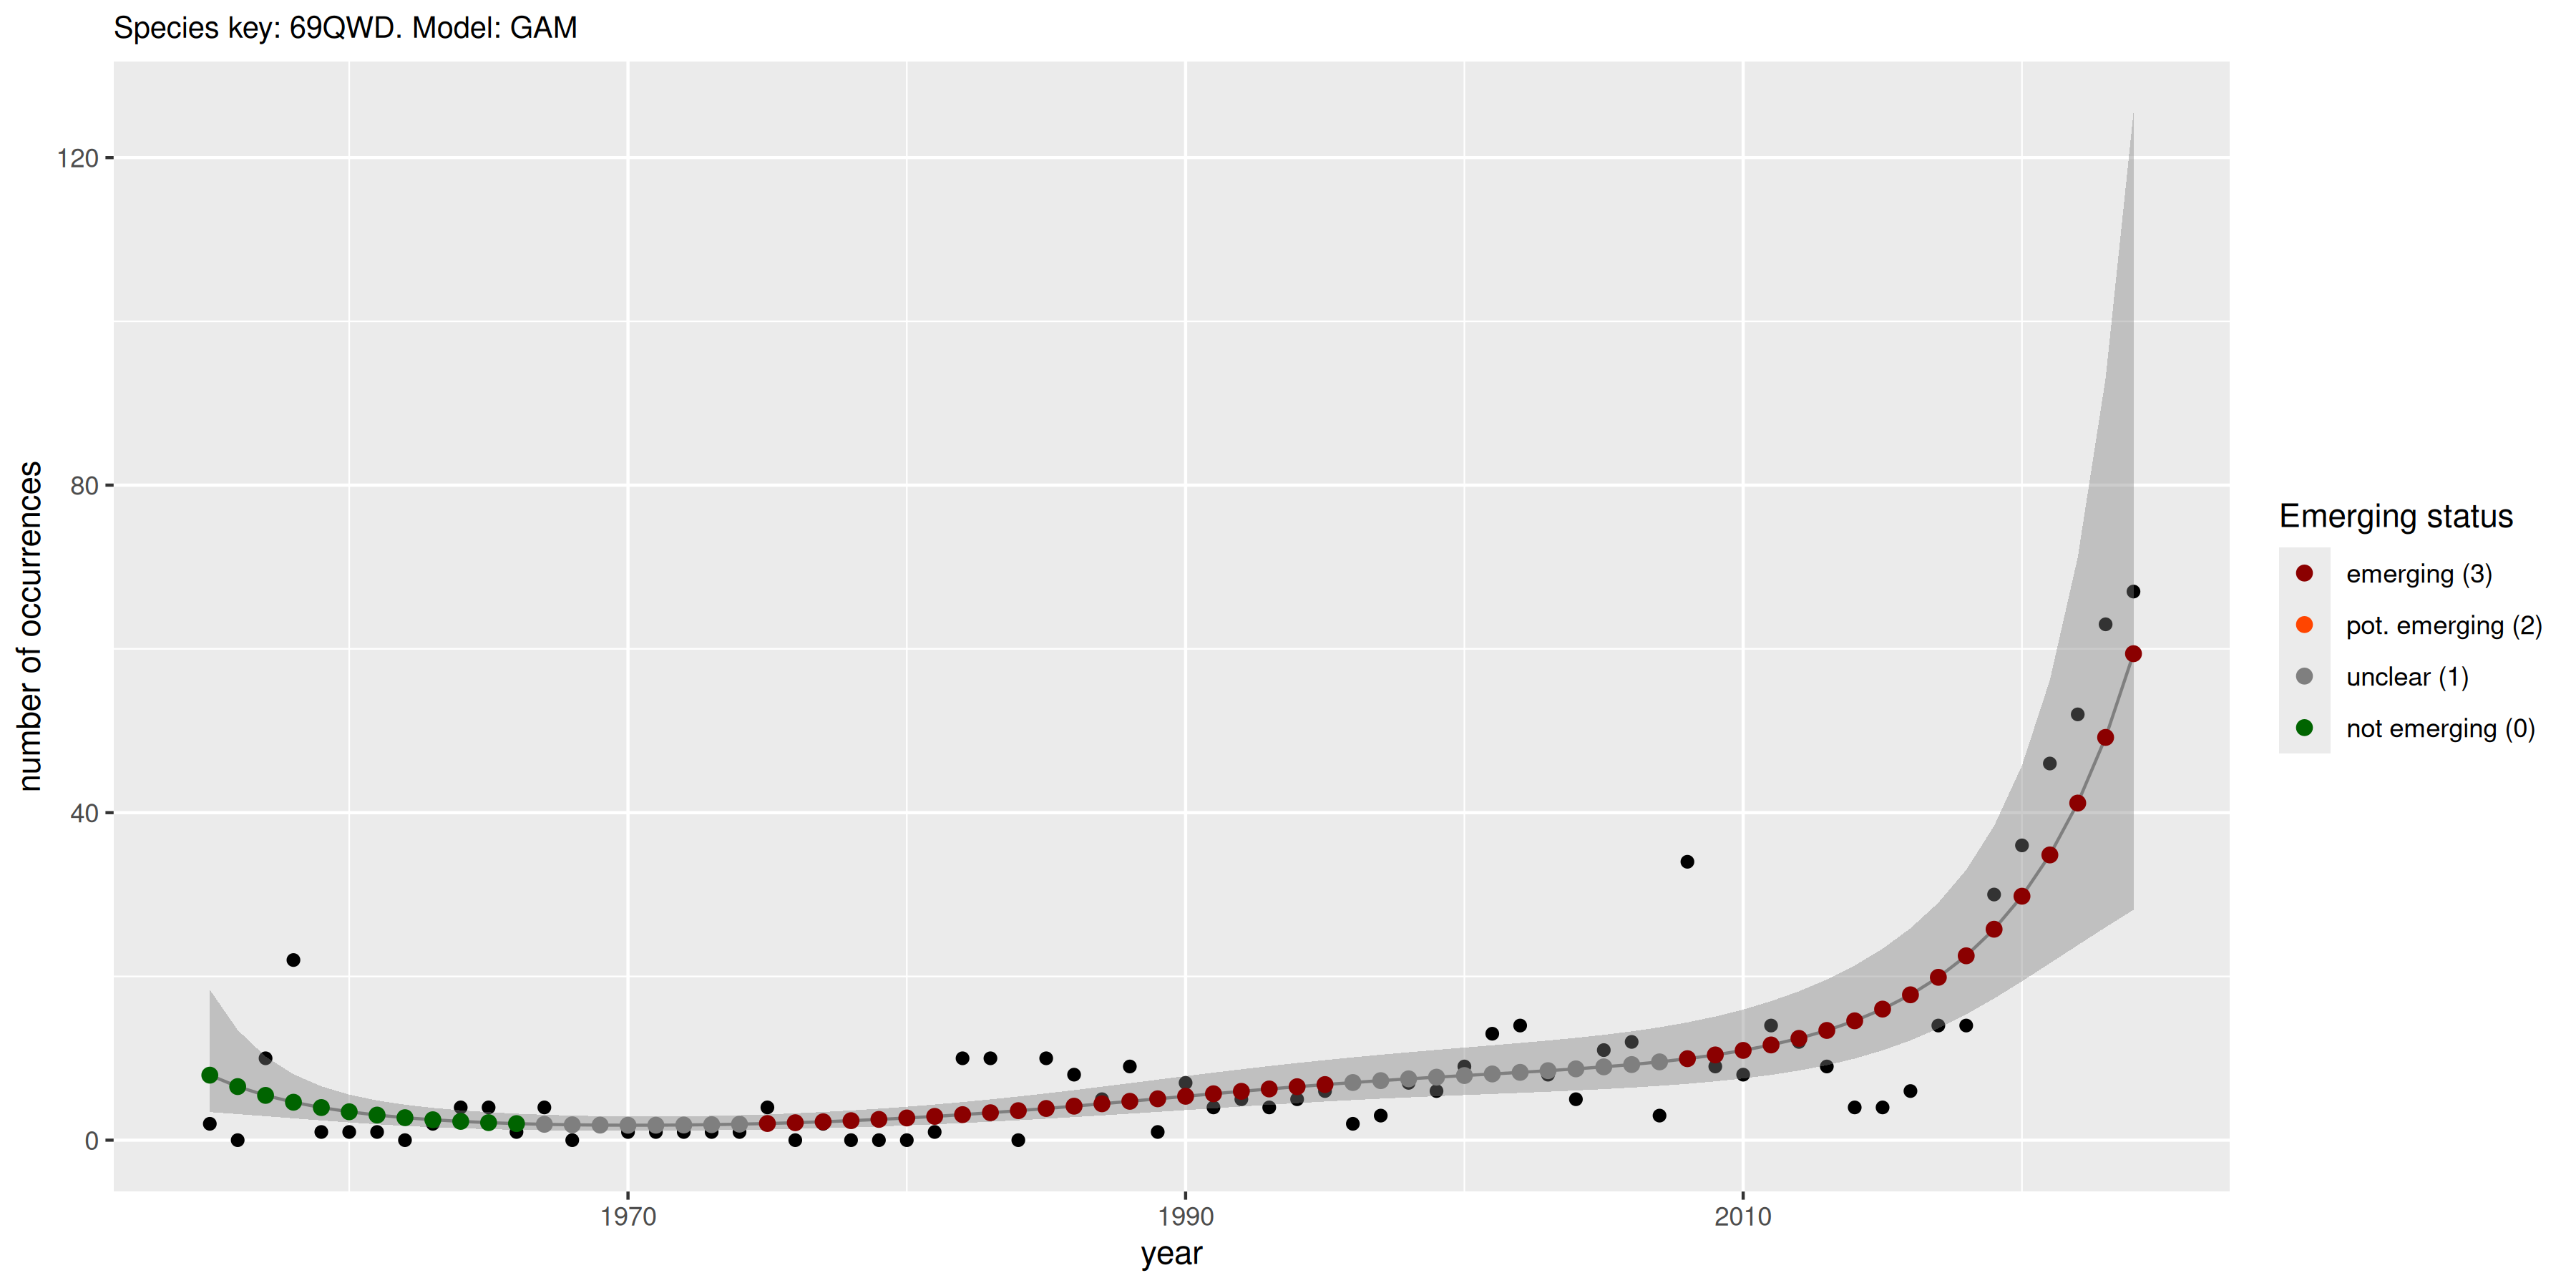 Species key: 69QWD. Model: GAM
120
80
40
0
number of occurrences
1970
1990
2010
year
Emerging status
emerging (3)
pot. emerging (2)
unclear (1)
not emerging (0)